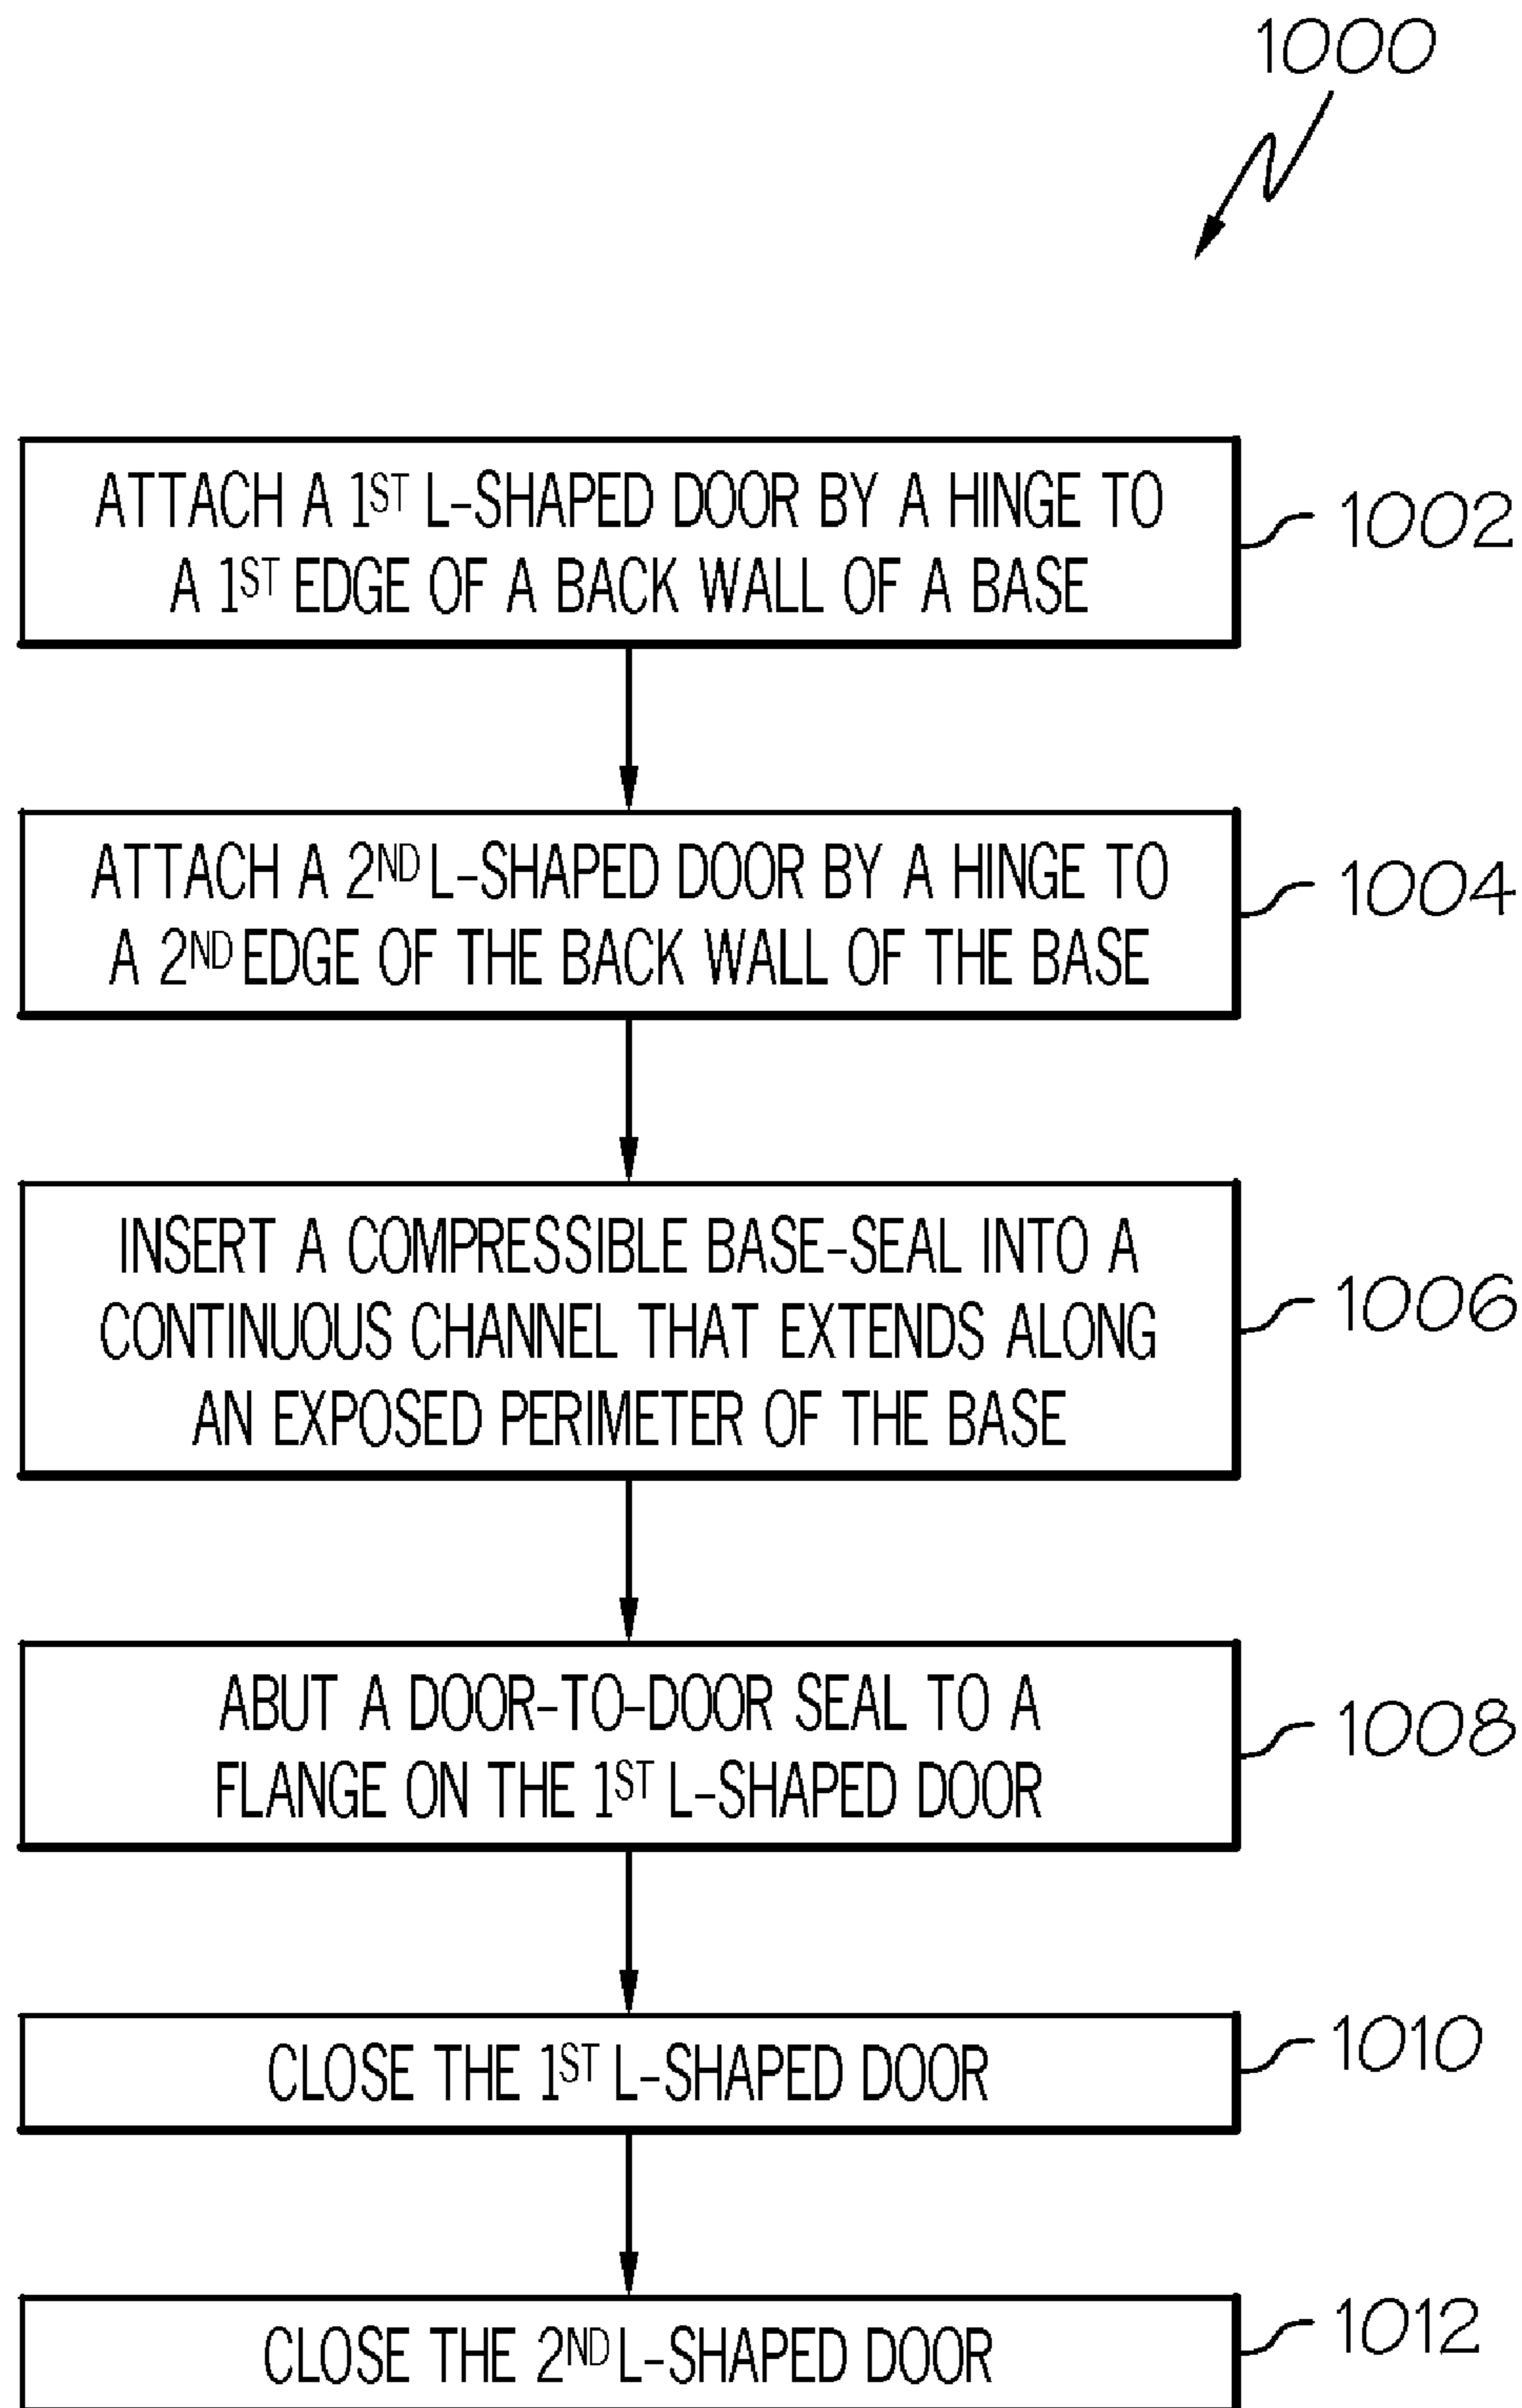 1000
ATTACH A 1ST L-SHAPED DOOR BY A HINGE TO
A 1ST EDGE OF A BACK WALL OF A BASE
1002
ATTACH A 2ND L-SHAPED DOOR BY A HINGE TO
A 2ND EDGE OF THE BACK WALL OF THE BASE
1004
INSERT A COMPRESSIBLE BASE-SEAL INTO A
CONTINUOUS CHANNEL THAT EXTENDS ALONG
AN EXPOSED PERIMETER OF THE BASE
1006
ABUT A DOOR-TO-DOOR SEAL TO A
FLANGE ON THE 1ST L-SHAPED DOOR
1008
CLOSE THE 1ST L-SHAPED DOOR
1010
CLOSE THE 2ND L-SHAPED DOOR
1012